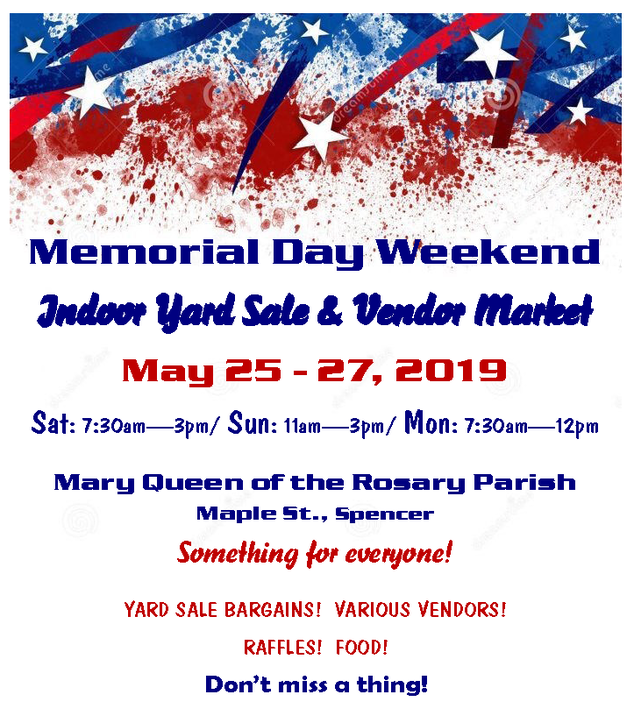 Memorial Day Weekend
Indoor Yard Sale & Vendor Market
May 25 - 27, 2019
Sat: 7:30am—3pm/ Sun: 11am—3pm/ Mon: 7:30am—12pm
Mary Queen of the Rosary Parish
Maple St., Spencer
Something for everyone!
YARD SALE BARGAINS! VARIOUS VENDORS!
RAFFLES! FOOD!
Don't miss a thing!